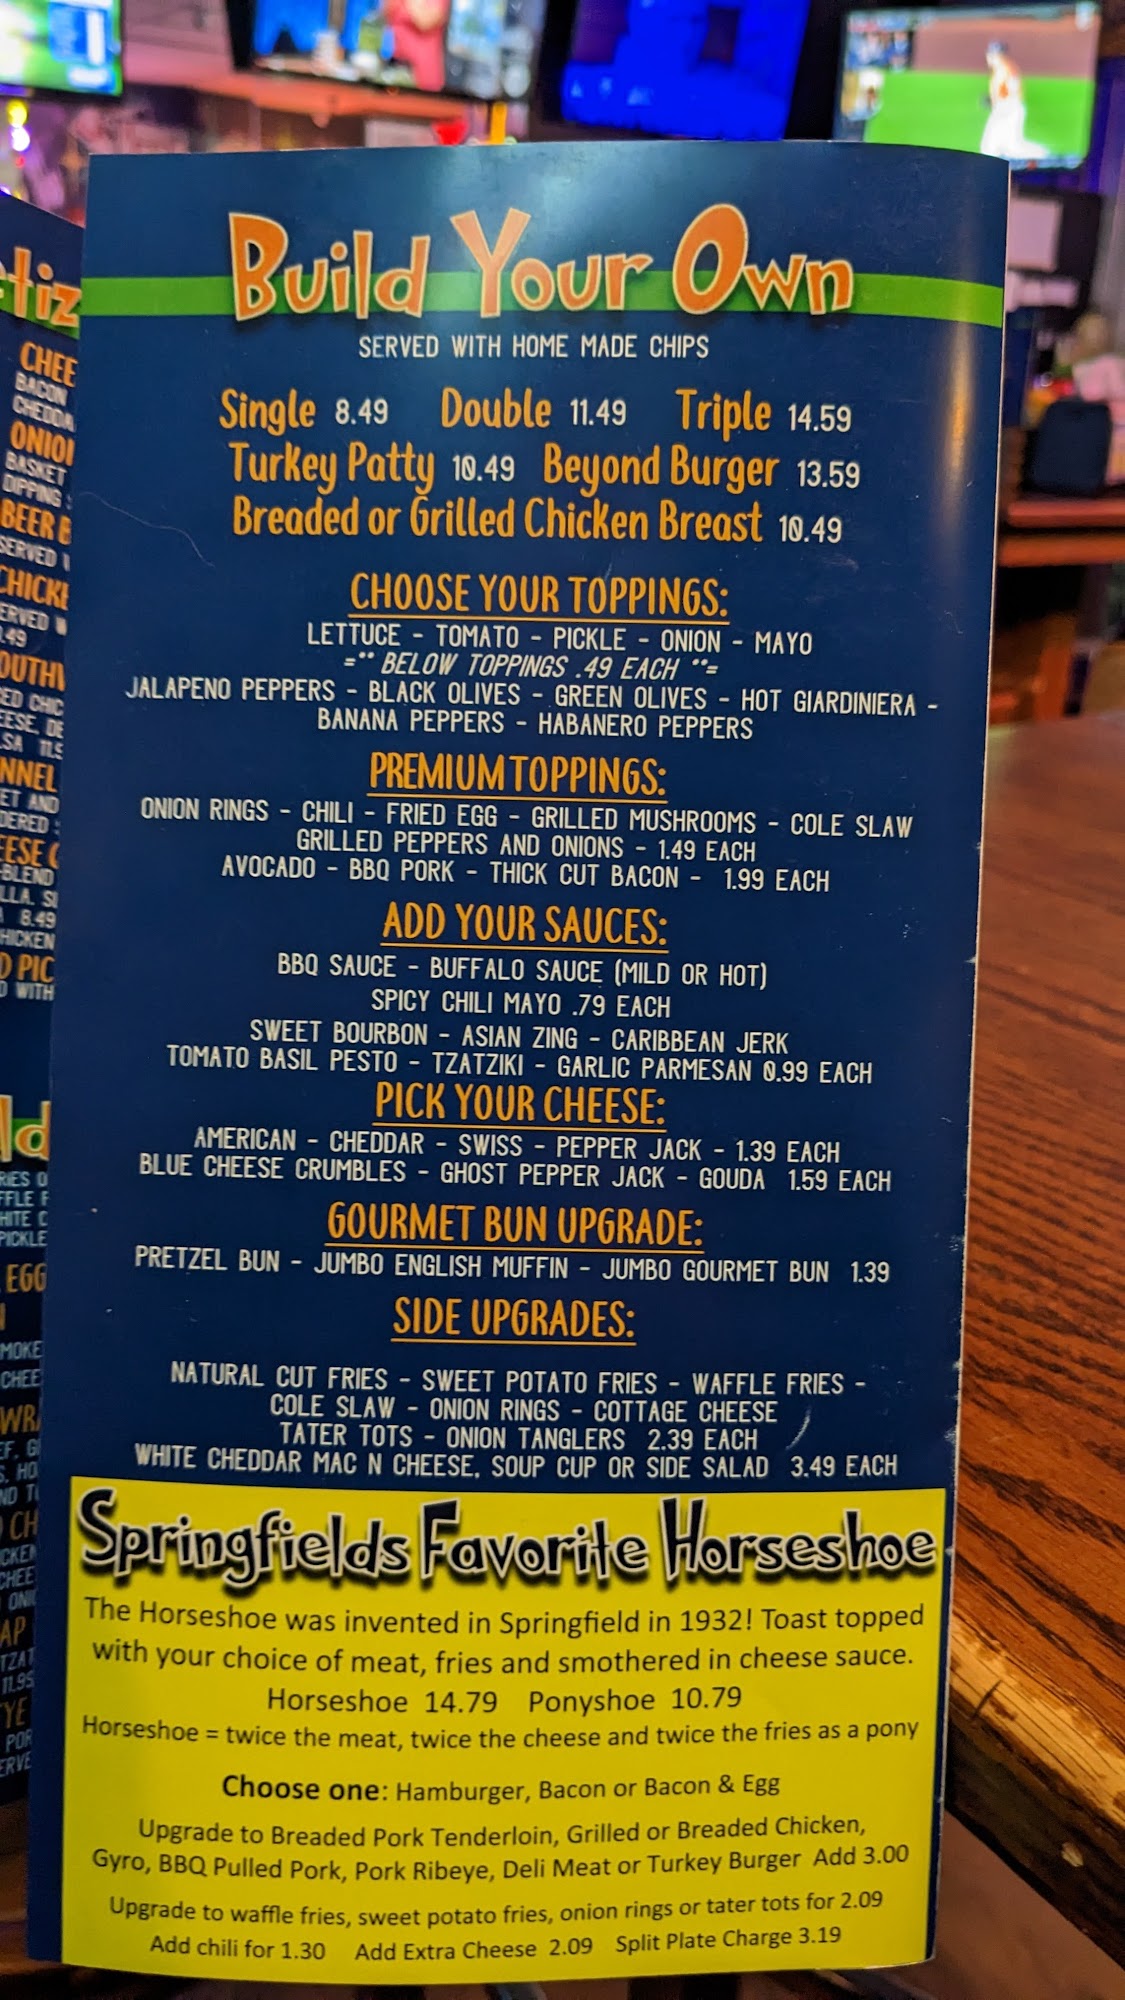 Build Your Own
SERVED WITH HOME MADE CHIPS
Single 8.49 Double 11.49 Triple 14.59
Turkey Patty 10.49 Beyond Burger 13.59
Breaded or Grilled Chicken Breast 10.49
CHOOSE YOUR TOPPINGS:
LETTUCE - TOMATO - PICKLE - ONION - MAYO
=** BELOW TOPPINGS .49 EACH **=
JALAPENO PEPPERS - BLACK OLIVES - GREEN OLIVES - HOT GIARDINIERA -
BANANA PEPPERS - HABANERO PEPPERS
PREMIUM TOPPINGS:
ONION RINGS - CHILI - FRIED EGG - GRILLED MUSHROOMS - COLE SLAW
GRILLED PEPPERS AND ONIONS - 1.49 EACH
AVOCADO - BBQ PORK - THICK CUT BACON - 1.99 EACH
ADD YOUR SAUCES:
BBQ SAUCE - BUFFALO SAUCE (MILD OR HOT)
SPICY CHILI MAYO .79 EACH
SWEET BOURBON - ASIAN ZING - CARIBBEAN JERK
TOMATO BASIL PESTO - TZATZIKI - GARLIC PARMESAN 0.99 EACH
PICK YOUR CHEESE:
AMERICAN - CHEDDAR - SWISS - PEPPER JACK - 1.39 EACH
BLUE CHEESE CRUMBLES - GHOST PEPPER JACK - GOUDA 1.59 EACH
GOURMET BUN UPGRADE:
PRETZEL BUN - JUMBO ENGLISH MUFFIN - JUMBO GOURMET BUN 1.39
SIDE UPGRADES:
NATURAL CUT FRIES - SWEET POTATO FRIES - WAFFLE FRIES -
COLE SLAW - ONION RINGS - COTTAGE CHEESE
TATER TOTS - ONION TANGLERS 2.39 EACH
WHITE CHEDDAR MAC N CHEESE, SOUP CUP OR SIDE SALAD 3.49 EACH
Springfields Favorite Horseshoe
The Horseshoe was invented in Springfield in 1932! Toast topped
with your choice of meat, fries and smothered in cheese sauce.
Horseshoe 14.79 Ponyshoe 10.79
Horseshoe = twice the meat, twice the cheese and twice the fries as a pony
Choose one: Hamburger, Bacon or Bacon & Egg
Upgrade to Breaded Pork Tenderloin, Grilled or Breaded Chicken,
Gyro, BBQ Pulled Pork, Pork Ribeye, Deli Meat or Turkey Burger Add 3.00
Upgrade to waffle fries, sweet potato fries, onion rings or tater tots for 2.09
Add chili for 1.30 Add Extra Cheese 2.09 Split Plate Charge 3.19